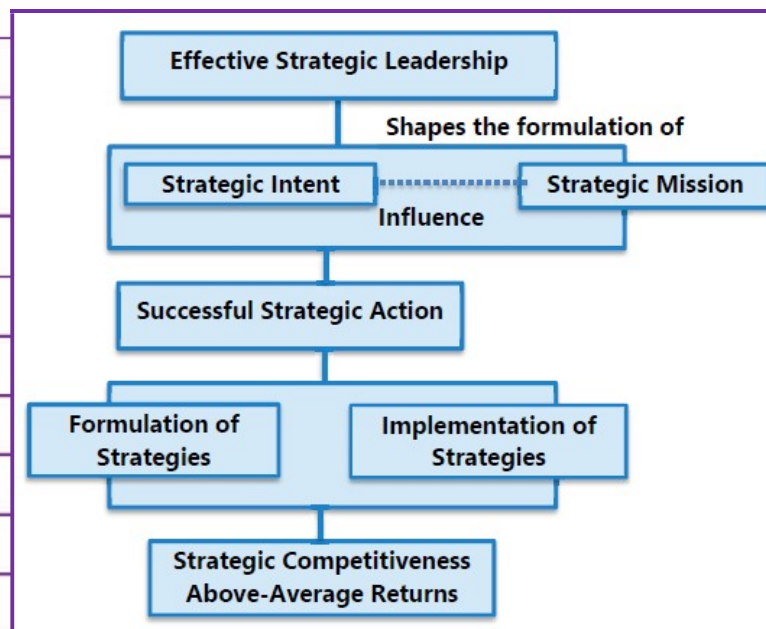 Effective Strategic Leadership
Shapes the formulation of
Strategic Intent
Strategic Mission
Influence
Successful Strategic Action
Formulation of
Strategies
Implementation of
Strategies
Strategic Competitiveness
Above-Average Returns